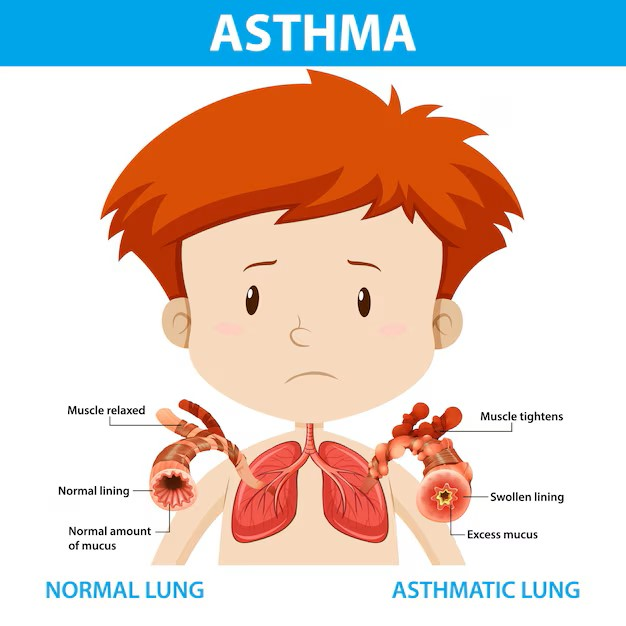 ASTHMA
Muscle relaxed
Normal lining
Normal amount
of mucus
Muscle tightens
Swollen lining
Excess mucus
NORMAL LUNG
ASTHMATIC LUNG